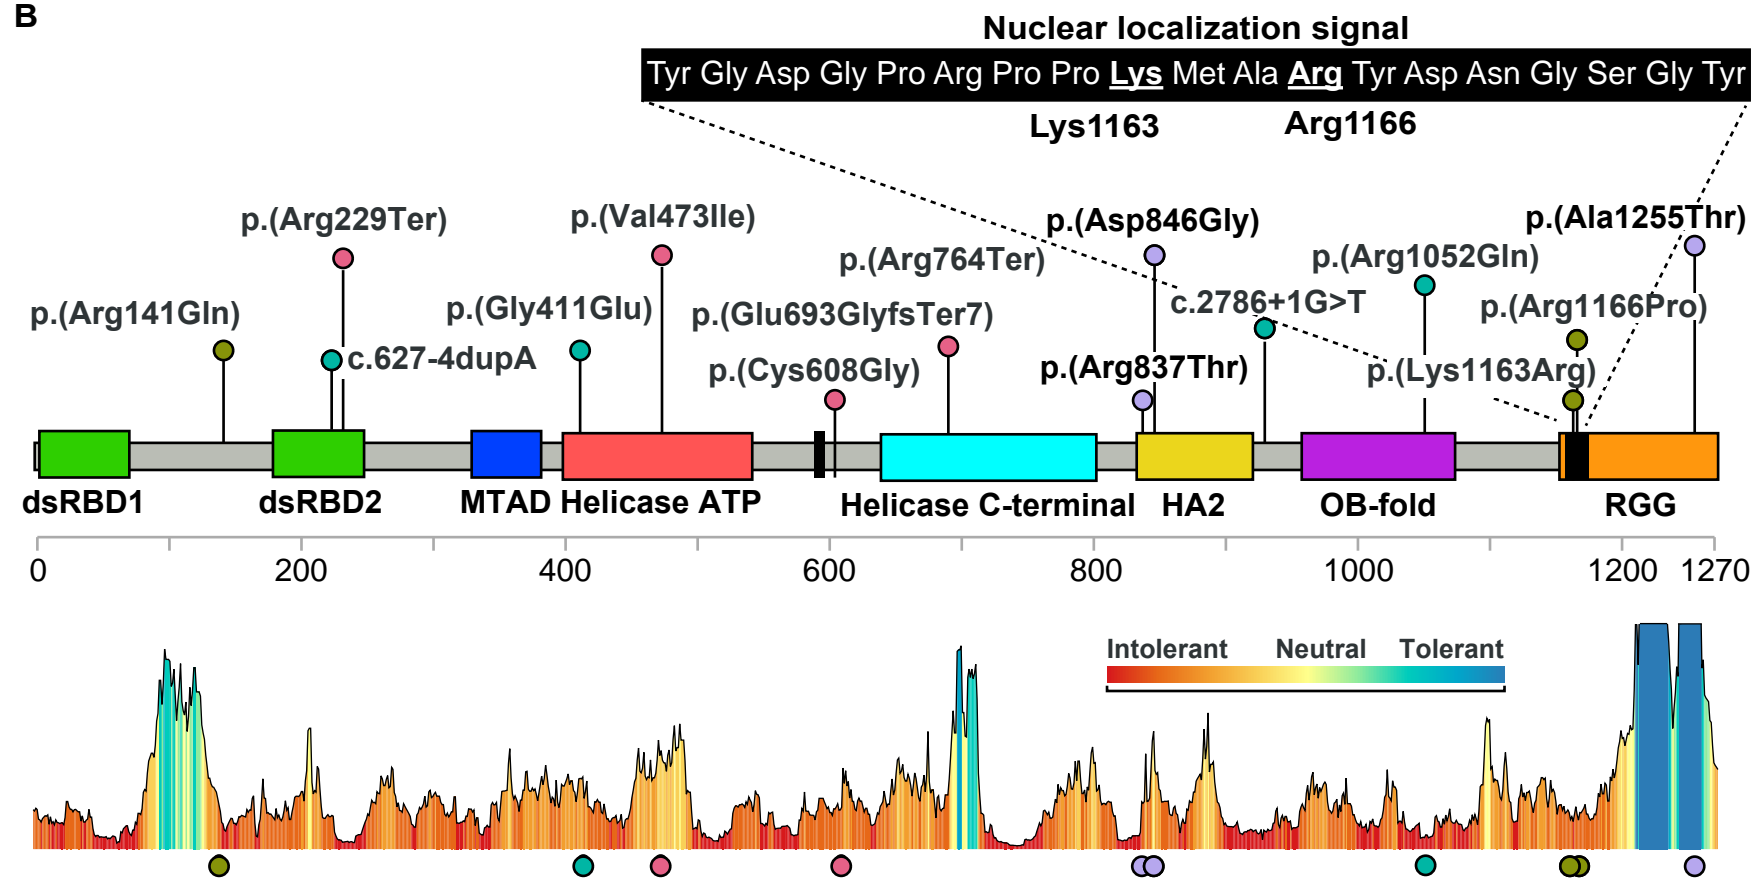 B
Nuclear localization signal
Tyr Gly Asp Gly Pro Arg Pro Pro Lys Met Ala Arg Tyr Asp Asn Gly Ser Gly Tyr
Lys1163 Arg1166
p.(Arg229Ter) p.(Val473Ile) p.(Asp846Gly) p.(Ala1255Thr)
p.(Arg764Ter) p.(Arg1052Gln)
p.(Arg141Gln) p.(Gly411Glu) p.(Glu693GlyfsTer7) c.2786+1G>T p.(Arg1166Pro)
c.627-4dupA p.(Cys608Gly) p.(Arg837Thr) p.(Lys1163Arg)
dsRBD1 dsRBD2 MTAD Helicase ATP Helicase C-terminal HA2 OB-fold RGG
0 200 400 600 800 1000 1200 1270
Intolerant Neutral Tolerant